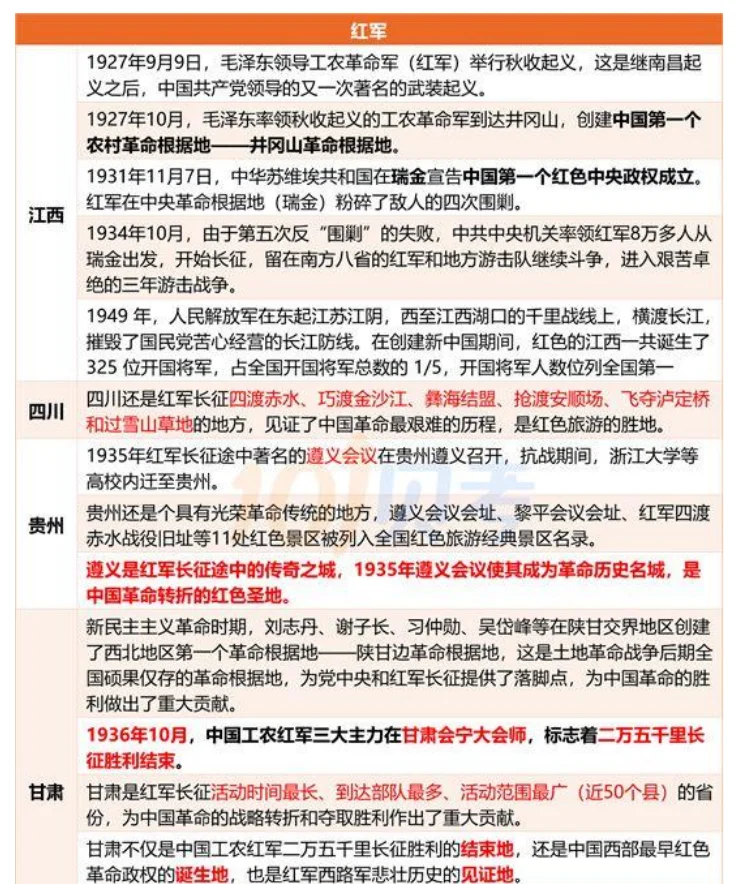 红军
江西
1927年9月9日，毛泽东领导工农革命军（红军）举行秋收起义，这是继南昌起
义之后，中国共产党领导的又一次著名的武装起义。
1927年10月，毛泽东率领秋收起义的工农革命军到达井冈山，创建中国第一个
农村革命根据地——井冈山革命根据地。
1931年11月7日，中华苏维埃共和国在瑞金宣告中国第一个红色中央政权成立。
红军在中央革命根据地（瑞金）粉碎了敌人的四次围剿。
1934年10月，由于第五次反“围剿”的失败，中共中央机关率领红军8万多人从
瑞金出发，开始长征，留在南方八省的红军和地方游击队继续斗争，进入艰苦卓
绝的三年游击战争。
1949 年，人民解放军在东起江苏江阴，西至江西湖口的千里战线上，横渡长江，
摧毁了国民党苦心经营的长江防线。在创建新中国期间，红色的江西一共诞生了
325 位开国将军，占全国开国将军总数的 1/5，开国将军人数位列全国第一
四川
四川还是红军长征四渡赤水、巧渡金沙江、彝海结盟、抢渡安顺场、飞夺泸定桥
和过雪山草地的地方，见证了中国革命最艰难的历程，是红色旅游的胜地。
贵州
1935年红军长征途中著名的遵义会议在贵州遵义召开，抗战期间，浙江大学等
高校内迁至贵州。
贵州还是个具有光荣革命传统的地方，遵义会议会址、黎平会议会址、红军四渡
赤水战役旧址等11处红色景区被列入全国红色旅游经典景区名录。
遵义是红军长征途中的传奇之城，1935年遵义会议使其成为革命历史名城，是
中国革命转折的红色圣地。
甘肃
新民主主义革命时期，刘志丹、谢子长、习仲勋、吴岱峰等在陕甘交界地区创建
了西北地区第一个革命根据地——陕甘边革命根据地，这是土地革命战争后期全
国硕果仅存的革命根据地，为党中央和红军长征提供了落脚点，为中国革命的胜
利做出了重大贡献。
1936年10月，中国工农红军三大主力在甘肃会宁大会师，标志着二万五千里长
征胜利结束。
甘肃是红军长征活动时间最长、到达部队最多、活动范围最广（近50个县）的省
份，为中国革命的战略转折和夺取胜利作出了重大贡献。
甘肃不仅是中国工农红军二万五千里长征胜利的结束地，还是中国西部最早红色
革命政权的诞生地，也是红军西路军悲壮历史的见证地。